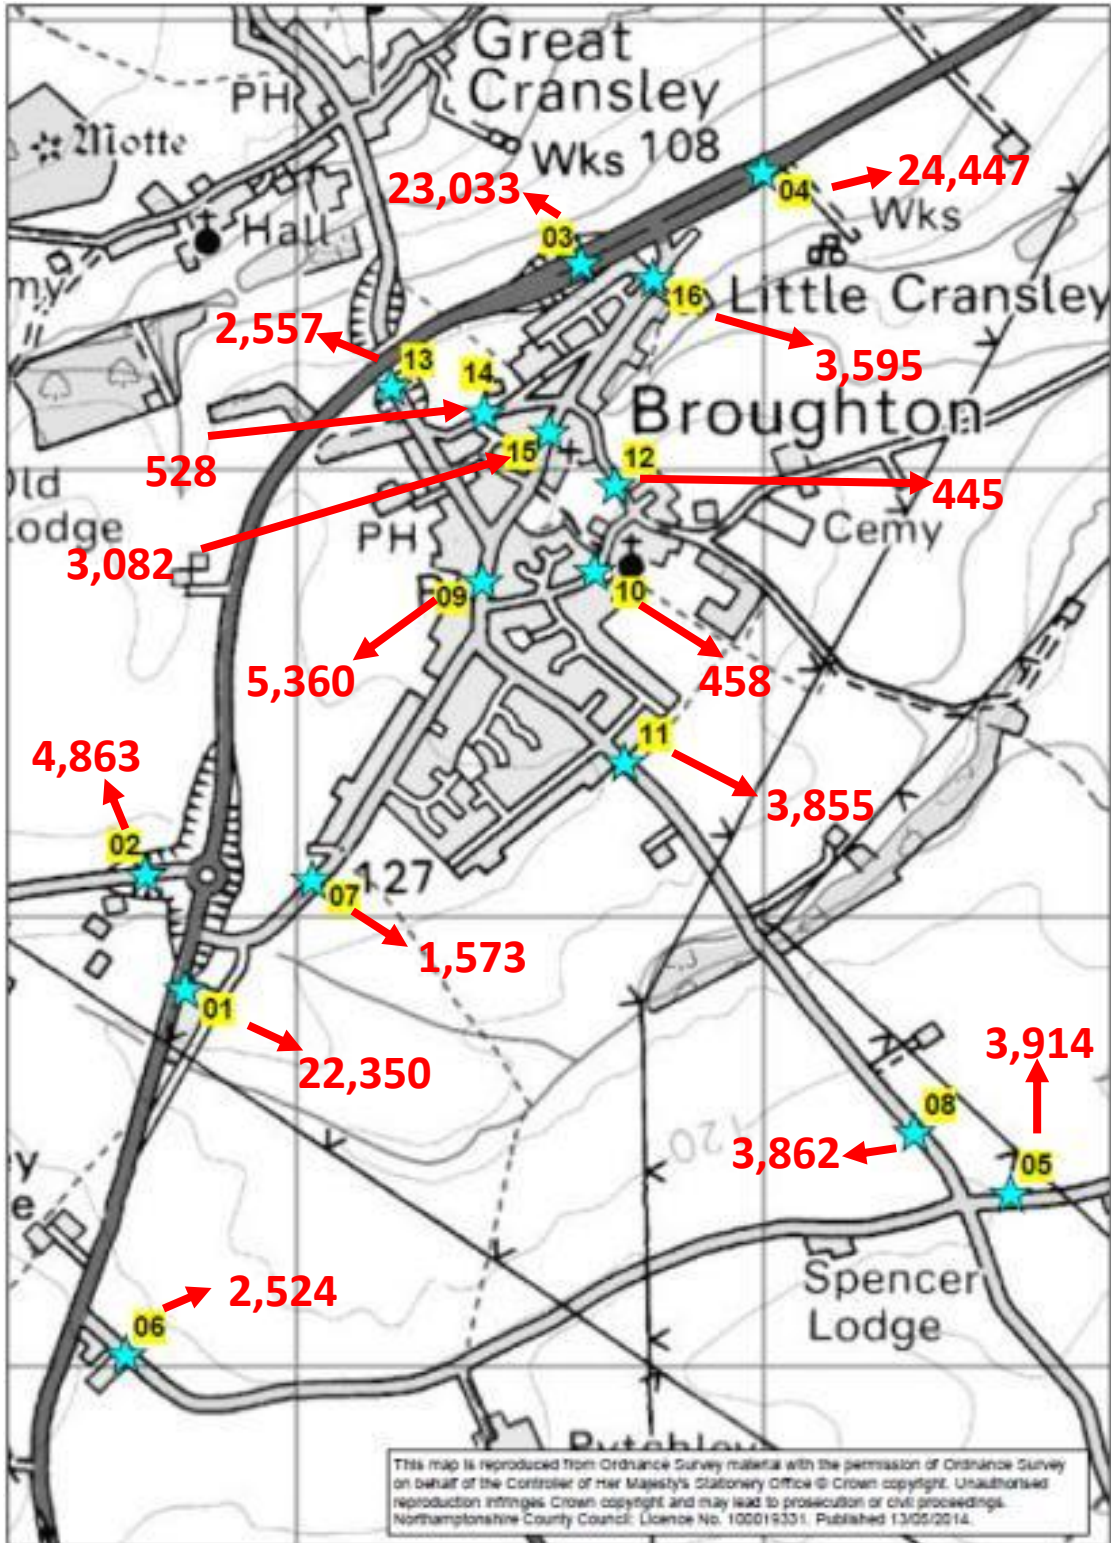 Great
Cransley
PH
Motte
Wks
108
23,033
24,447
04
Wks
03
Hall
my
16
Little Cransley
2,557
3,595
13
14
Broughton
15
12
528
445
Old
Lodge
PH
Cemy
3,082
09
10
5,360
458
11
4,863
3,855
02
127
07
1,573
01
22,350
3,914
08
120
3,862
05
y
e
Spencer
Lodge
2,524
06
Pytchley
This map is reproduced from Ordnance Survey material with the permission of Ordnance Survey
on behalf of the Controller of Her Majesty's Stationery Office © Crown copyright. Unauthorised
reproduction infringes Crown copyright and may lead to prosecution or civil proceedings.
Northamptonshire County Council: Licence No. 100019331. Published 13/05/2014.